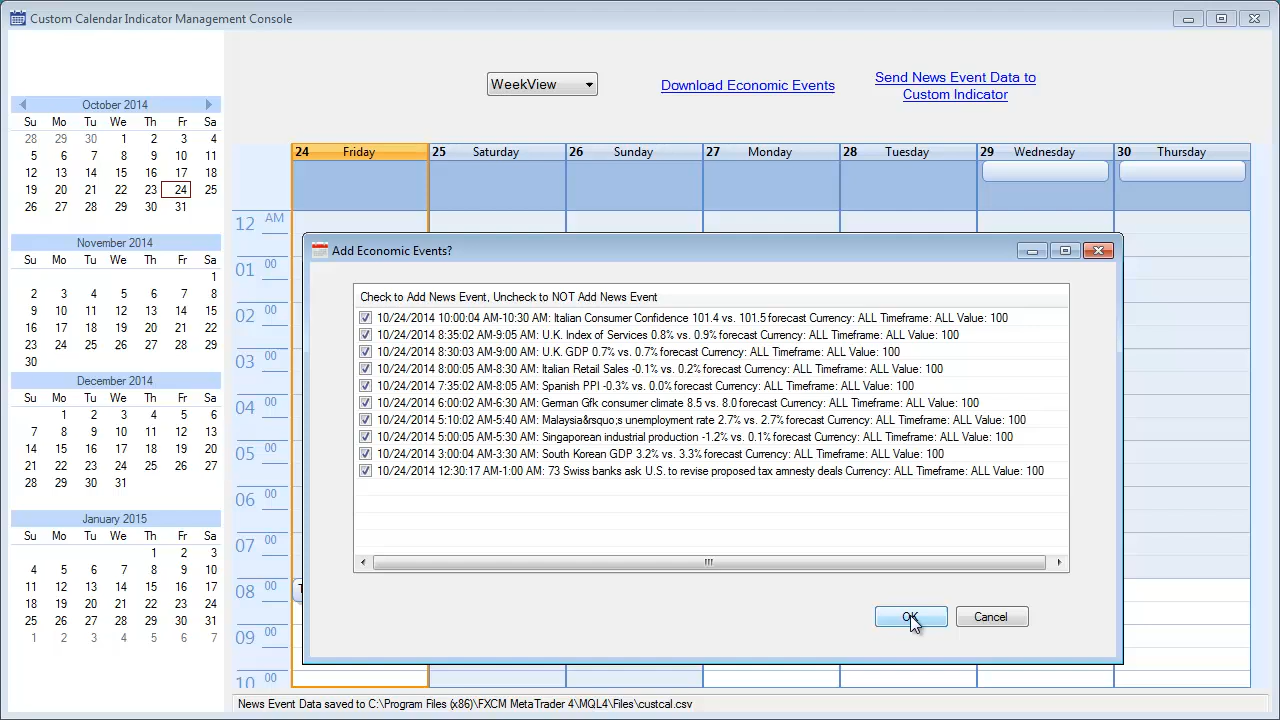 Custom Calendar Indicator Management Console
WeekView
Download Economic Events
Send News Event Data to
Custom Indicator
October 2014
Su Mo Tu We Th Fr Sa
28 29 30 1 2 3 4
5 6 7 8 9 10 11
12 13 14 15 16 17 18
19 20 21 22 23 24 25
26 27 28 29 30 31
November 2014
Su Mo Tu We Th Fr Sa
1
2 3 4 5 6 7 8
9 10 11 12 13 14 15
16 17 18 19 20 21 22
23 24 25 26 27 28 29
30
December 2014
Su Mo Tu We Th Fr Sa
1 2 3 4 5 6
7 8 9 10 11 12 13
14 15 16 17 18 19 20
21 22 23 24 25 26 27
28 29 30 31
January 2015
Su Mo Tu We Th Fr Sa
1 2 3
4 5 6 7 8 9 10
11 12 13 14 15 16 17
18 19 20 21 22 23 24
25 26 27 28 29 30 31
1 2 3 4 5 6 7
24 Friday 25 Saturday 26 Sunday 27 Monday 28 Tuesday 29 Wednesday 30 Thursday
12 AM
01 00
02 00
03 00
04 00
05 00
06 00
07 00
08 00
09 00
10 00
Add Economic Events?
Check to Add News Event, Uncheck to NOT Add News Event
10/24/2014 10:00:04 AM-10:30 AM: Italian Consumer Confidence 101.4 vs. 101.5 forecast Currency: ALL Timeframe: ALL Value: 100
10/24/2014 8:35:02 AM-9:05 AM: U.K. Index of Services 0.8% vs. 0.9% forecast Currency: ALL Timeframe: ALL Value: 100
10/24/2014 8:30:03 AM-9:00 AM: U.K. GDP 0.7% vs. 0.7% forecast Currency: ALL Timeframe: ALL Value: 100
10/24/2014 8:00:05 AM-8:30 AM: Italian Retail Sales -0.1% vs. 0.2% forecast Currency: ALL Timeframe: ALL Value: 100
10/24/2014 7:35:02 AM-8:05 AM: Spanish PPI -0.3% vs. 0.0% forecast Currency: ALL Timeframe: ALL Value: 100
10/24/2014 6:00:02 AM-6:30 AM: German Gfk consumer climate 8.5 vs. 8.0 forecast Currency: ALL Timeframe: ALL Value: 100
10/24/2014 5:10:02 AM-5:40 AM: Malaysia&rsquo;s unemployment rate 2.7% vs. 2.7% forecast Currency: ALL Timeframe: ALL Value: 100
10/24/2014 5:00:05 AM-5:30 AM: Singaporean industrial production -1.2% vs. 0.1% forecast Currency: ALL Timeframe: ALL Value: 100
10/24/2014 3:00:04 AM-3:30 AM: South Korean GDP 3.2% vs. 3.3% forecast Currency: ALL Timeframe: ALL Value: 100
10/24/2014 12:30:17 AM-1:00 AM: 73 Swiss banks ask U.S. to revise proposed tax amnesty deals Currency: ALL Timeframe: ALL Value: 100
OK
Cancel
News Event Data saved to C:\Program Files (x86)\FXCM MetaTrader 4\MQL4\Files\custcal.csv